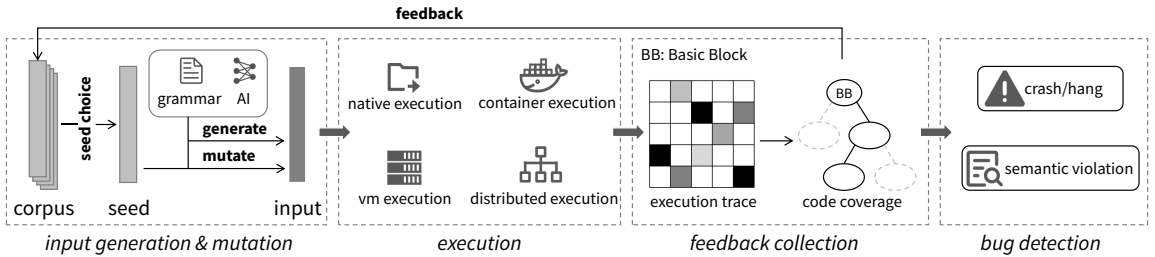 feedback
BB: Basic Block
grammar AI
seed choice
generate
mutate
corpus seed input
native execution
container execution
vm execution
distributed execution
BB
execution trace
code coverage
crash/hang
semantic violation
input generation & mutation
execution
feedback collection
bug detection